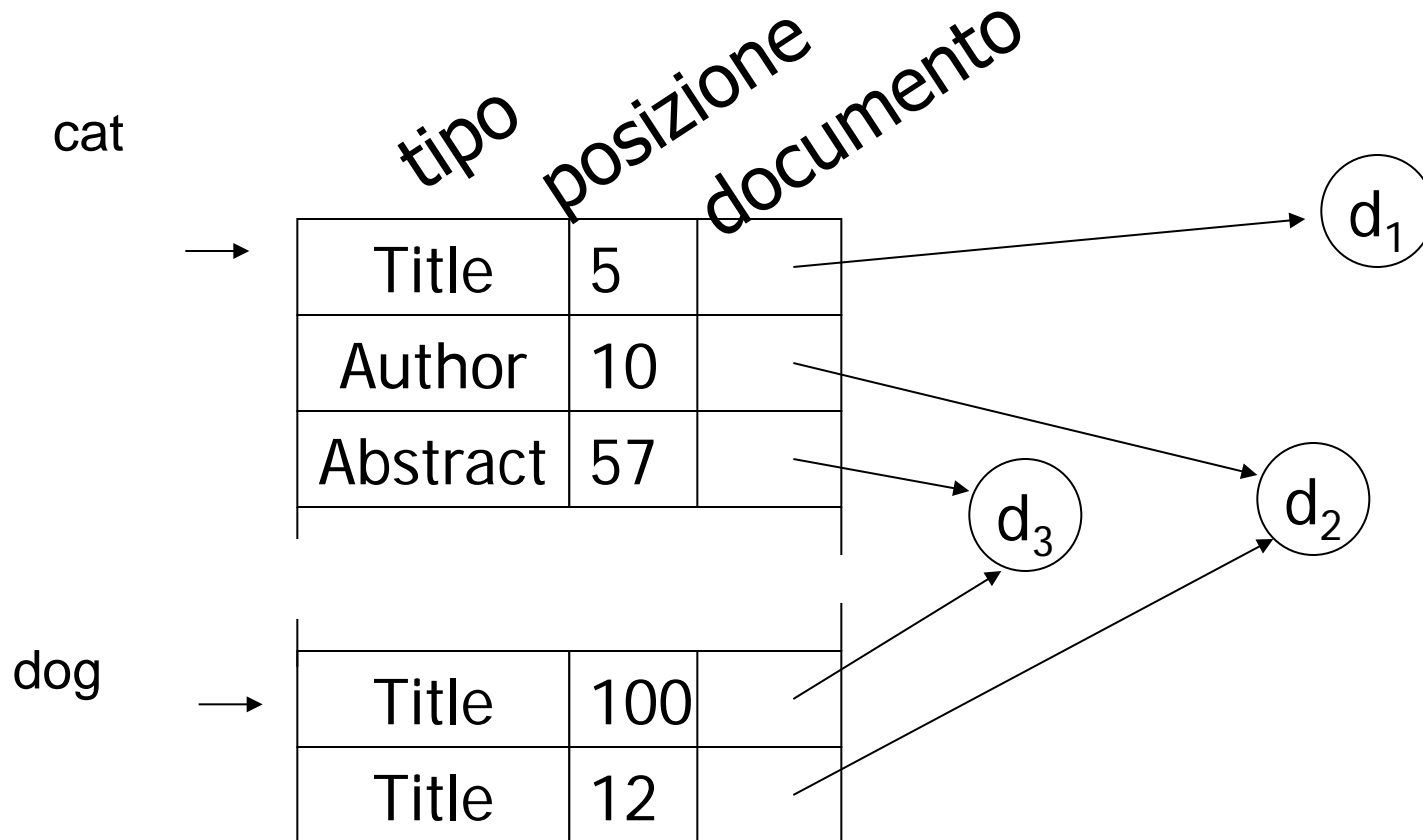 cat
tipo posizione documento
Title 5
d1
Author 10
Abstract 57
d3
d2
dog
Title 100
Title 12